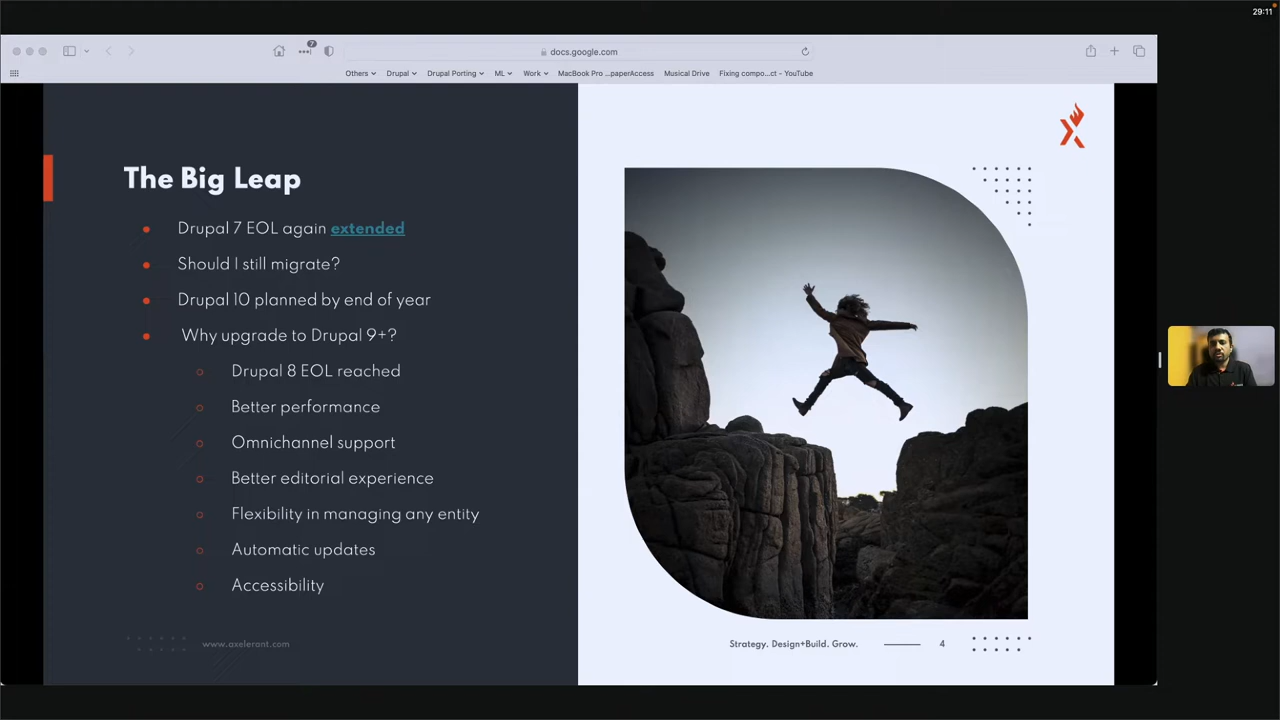 29:11
7
docs.google.com
Others
Drupal
Drupal Porting
ML
Work
MacBook Pro ...paperAccess
Musical Drive
Fixing compo...ct - YouTube
The Big Leap
Drupal 7 EOL again extended
Should I still migrate?
Drupal 10 planned by end of year
Why upgrade to Drupal 9+?
Drupal 8 EOL reached
Better performance
Omnichannel support
Better editorial experience
Flexibility in managing any entity
Automatic updates
Accessibility
www.axelerant.com
Strategy. Design+Build. Grow.
4